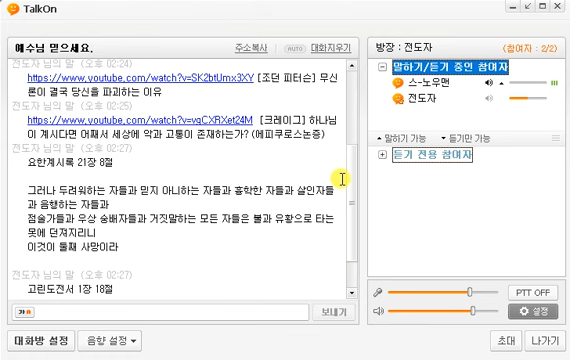 TalkOn
예수님 믿으세요.
주소복사 | AUTO 대화지우기
전도자 님의 말 (오후 02:24)
https://www.youtube.com/watch?v=SK2btUmx3XY [조던 피터슨] 무신
론이 결국 당신을 파괴하는 이유
전도자 님의 말 (오후 02:25)
https://www.youtube.com/watch?v=vqCXRXet24M [크레이그] 하나님
이 계시다면 어째서 세상에 악과 고통이 존재하는가? (에피쿠로스논증)
전도자 님의 말 (오후 02:27)
요한계시록 21장 8절
그러나 두려워하는 자들과 믿지 아니하는 자들과 흉악한 자들과 살인자들
과 음행하는 자들과
점술가들과 우상 숭배자들과 거짓말하는 모든 자들은 불과 유황으로 타는
못에 던져지리니
이것이 둘째 사망이라
전도자 님의 말 (오후 02:27)
고린도전서 1장 18절
가
보내기
대화방 설정
음향 설정
방장 : 전도자
(참여자 : 2/2)
말하기/듣기 중인 참여자
스-노우맨
전도자
말하기 가능
듣기만 가능
듣기 전용 참여자
PTT OFF
설정
초대
나가기